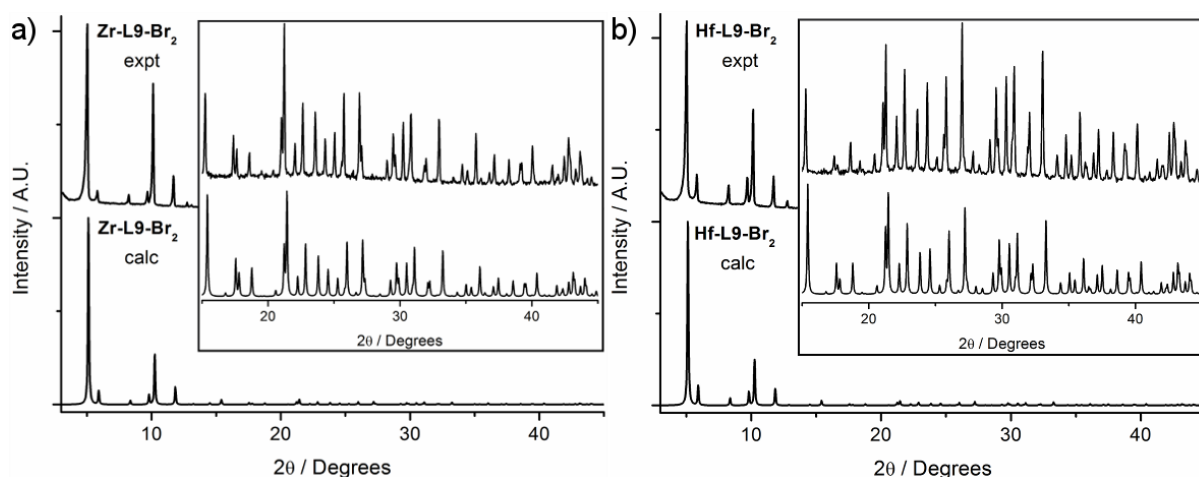 a)
Intensity / A.U.
Zr-L9-Br2
expt
Zr-L9-Br2
calc
20 30 40
2θ / Degrees
10 20 30 40
2θ / Degrees
b)
Intensity / A.U.
Hf-L9-Br2
expt
Hf-L9-Br2
calc
20 30 40
2θ / Degrees
10 20 30 40
2θ / Degrees